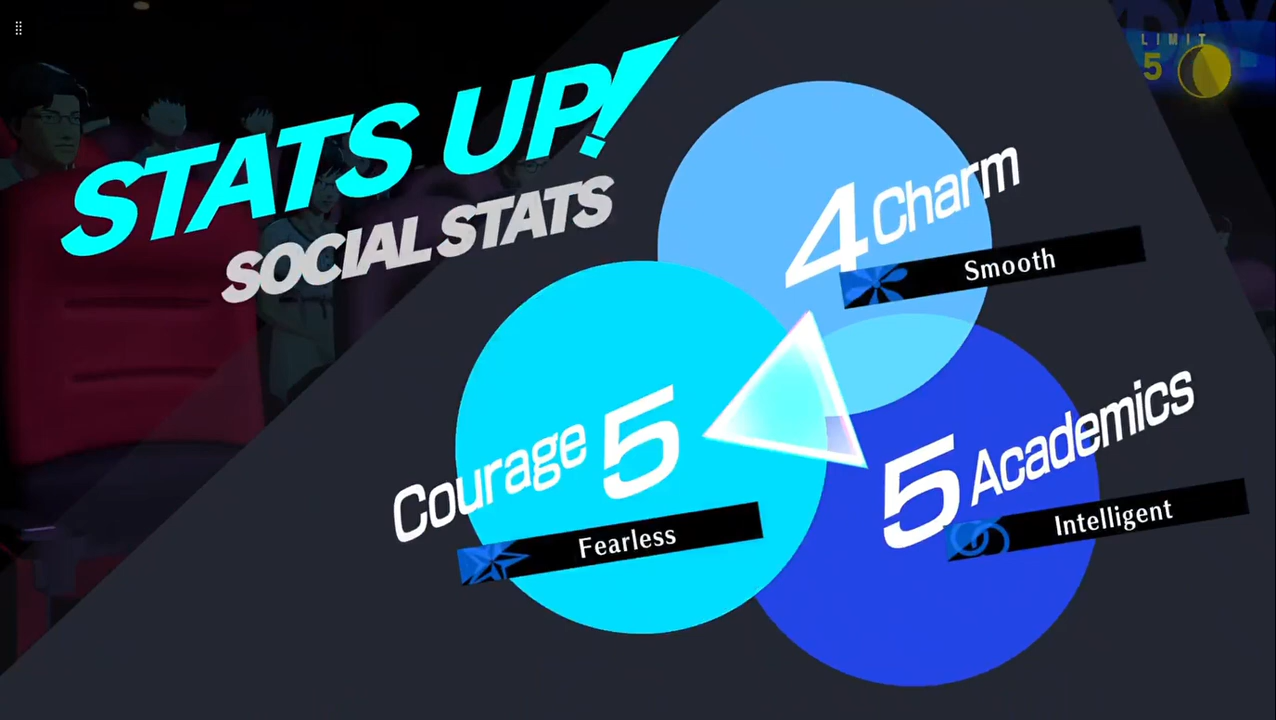 STATS UP!
SOCIAL STATS
LIMIT
5
4 Charm
Smooth
Courage 5
Fearless
5 Academics
Intelligent